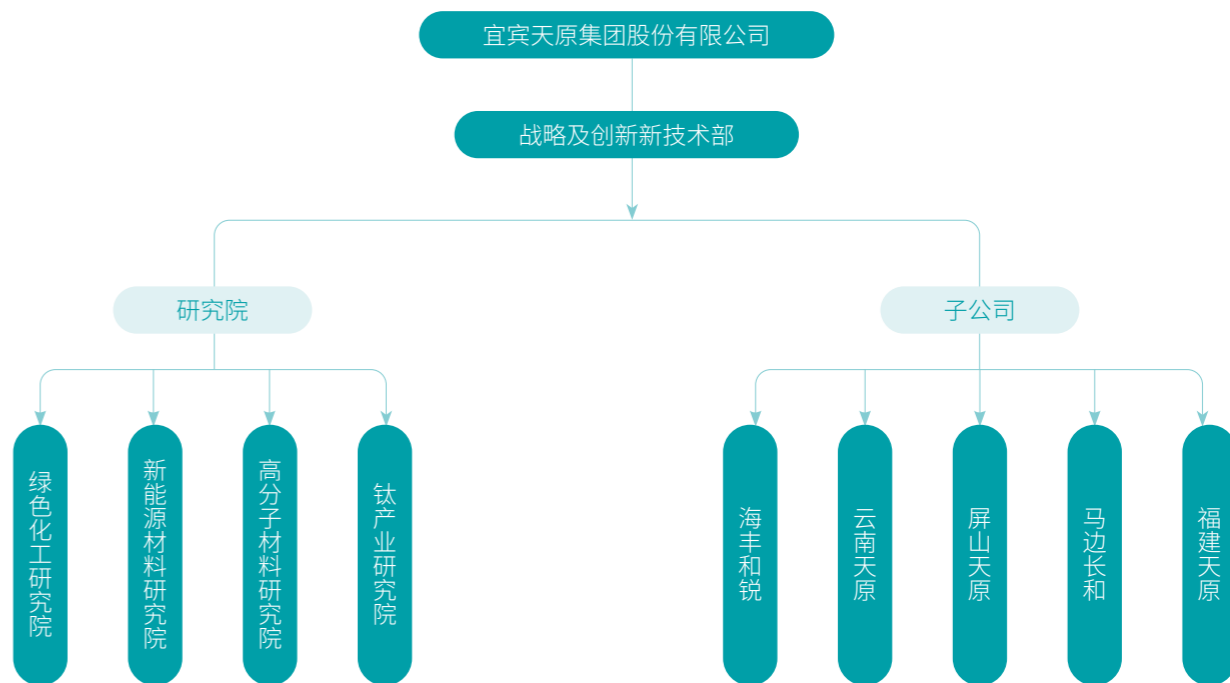 宜宾天原集团股份有限公司
战略及创新新技术部
研究院
子公司
绿色化工研究院
新能源材料研究院
高分子材料研究院
钛产业研究院
海丰和锐
云南天原
屏山天原
马边长和
福建天原